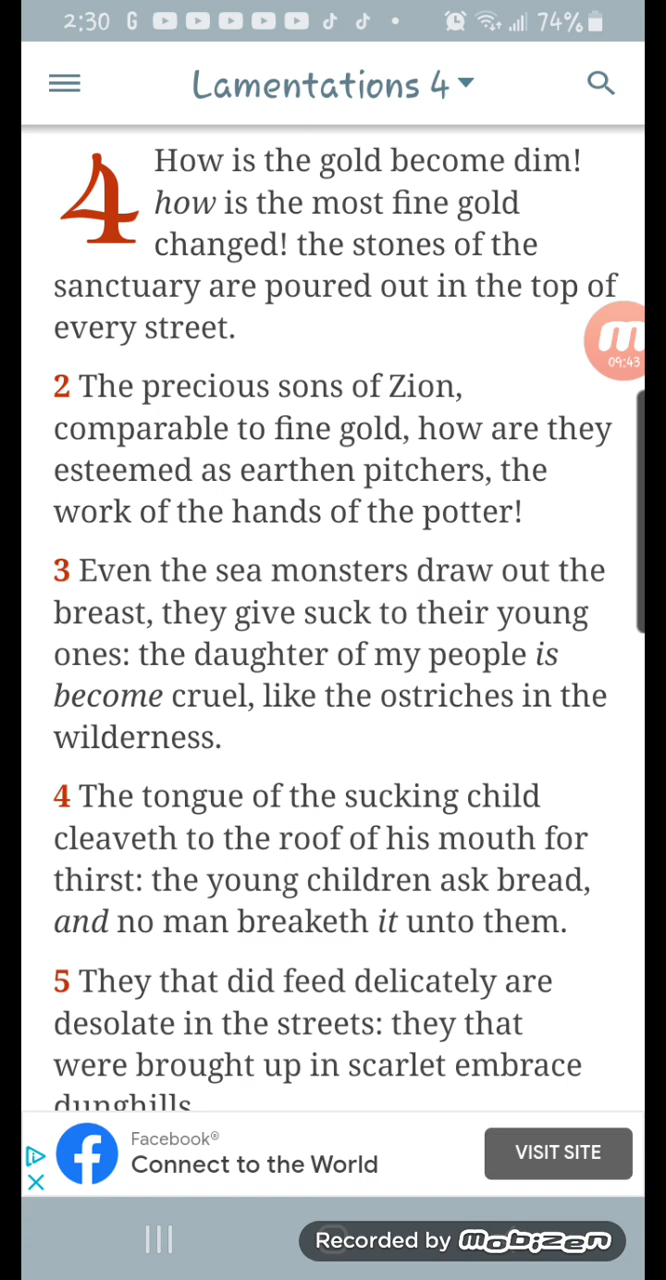 2:30 G 74%
Lamentations 4
4 How is the gold become dim!
how is the most fine gold
changed! the stones of the
sanctuary are poured out in the top of
every street.
09:43
2 The precious sons of Zion,
comparable to fine gold, how are they
esteemed as earthen pitchers, the
work of the hands of the potter!
3 Even the sea monsters draw out the
breast, they give suck to their young
ones: the daughter of my people is
become cruel, like the ostriches in the
wilderness.
4 The tongue of the sucking child
cleaveth to the roof of his mouth for
thirst: the young children ask bread,
and no man breaketh it unto them.
5 They that did feed delicately are
desolate in the streets: they that
were brought up in scarlet embrace
dunghills
Facebook®
Connect to the World
VISIT SITE
Recorded by mobizen